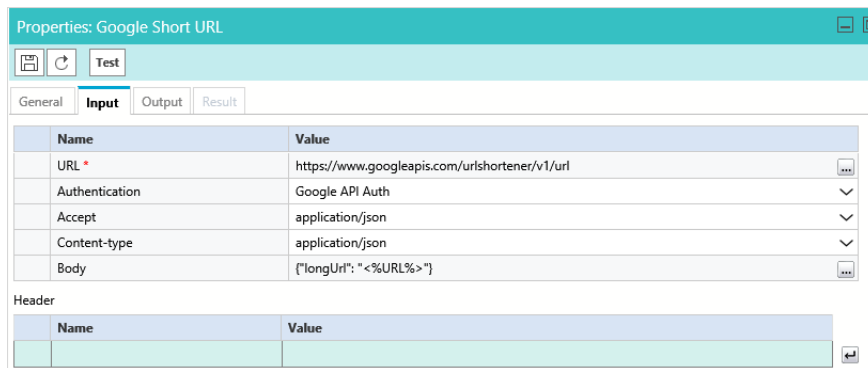 Properties: Google Short URL
Test
General Input Output Result
Name Value
URL * https://www.googleapis.com/urlshortener/v1/url
...
Authentication Google API Auth
Accept application/json
Content-type application/json
Body {"longUrl": "<%URL%>"}
...
Header
Name Value